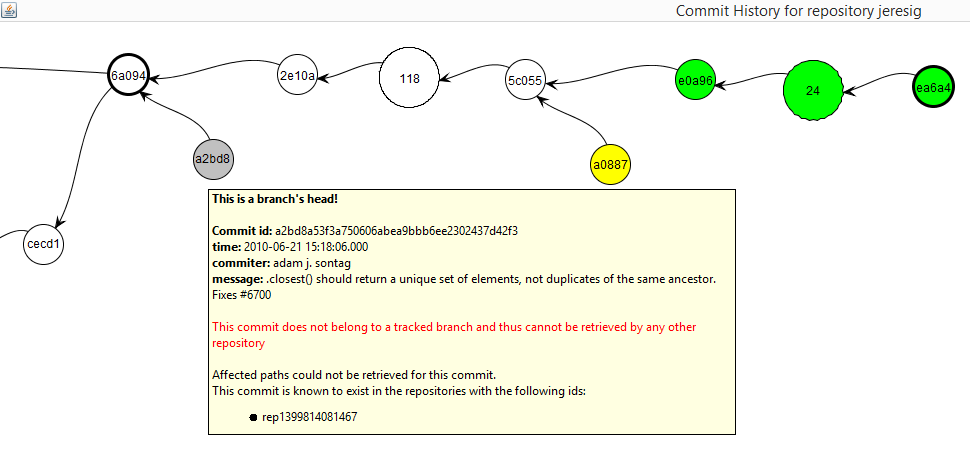 Commit History for repository jeresig
6a094
2e10a
118
5c055
e0a96
24
ea6a4
a2bd8
a0887
cecd1
This is a branch's head!
Commit id: a2bd8a53f3a750606abea9bbb6ee2302437d42f3
time: 2010-06-21 15:18:06.000
commiter: adam j. sontag
message: .closest() should return a unique set of elements, not duplicates of the same ancestor.
Fixes #6700
This commit does not belong to a tracked branch and thus cannot be retrieved by any other
repository
Affected paths could not be retrieved for this commit.
This commit is known to exist in the repositories with the following ids:
rep1399814081467